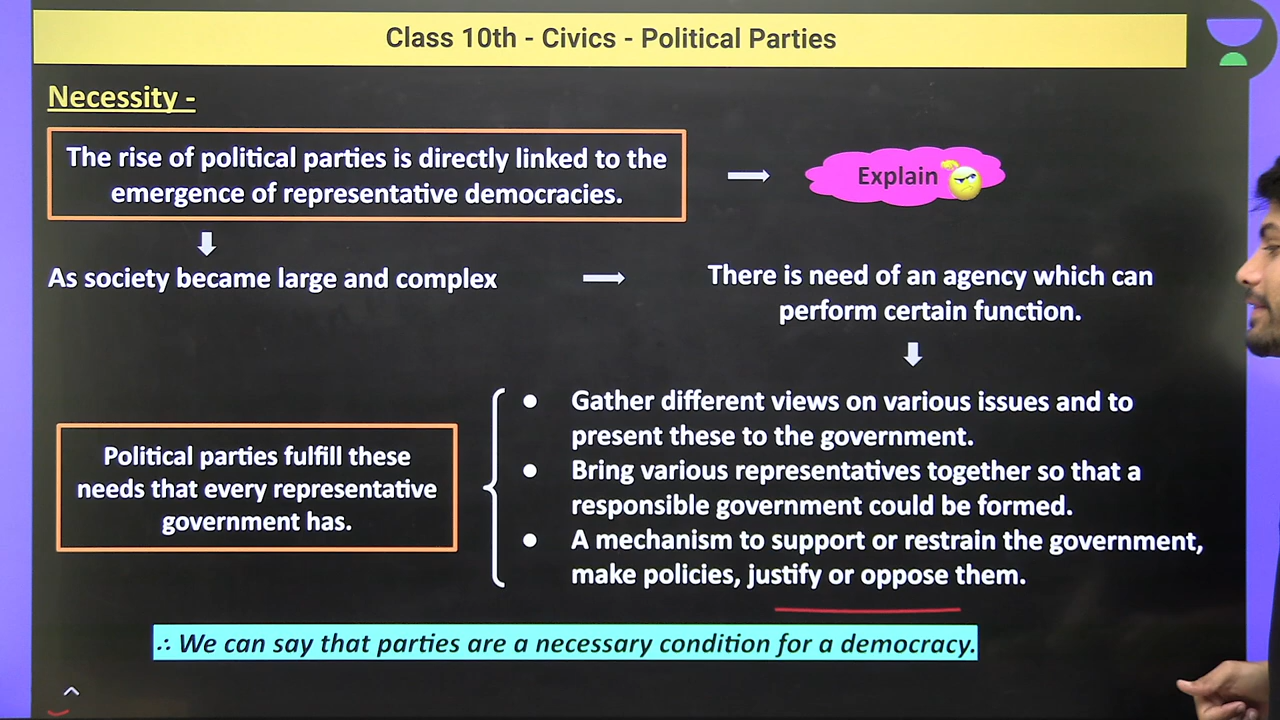 Class 10th - Civics - Political Parties
Necessity -
The rise of political parties is directly linked to the
emergence of representative democracies.
Explain
As society became large and complex
There is need of an agency which can
perform certain function.
Political parties fulfill these
needs that every representative
government has.
● Gather different views on various issues and to
present these to the government.
● Bring various representatives together so that a
responsible government could be formed.
● A mechanism to support or restrain the government,
make policies, justify or oppose them.
∴ We can say that parties are a necessary condition for a democracy.